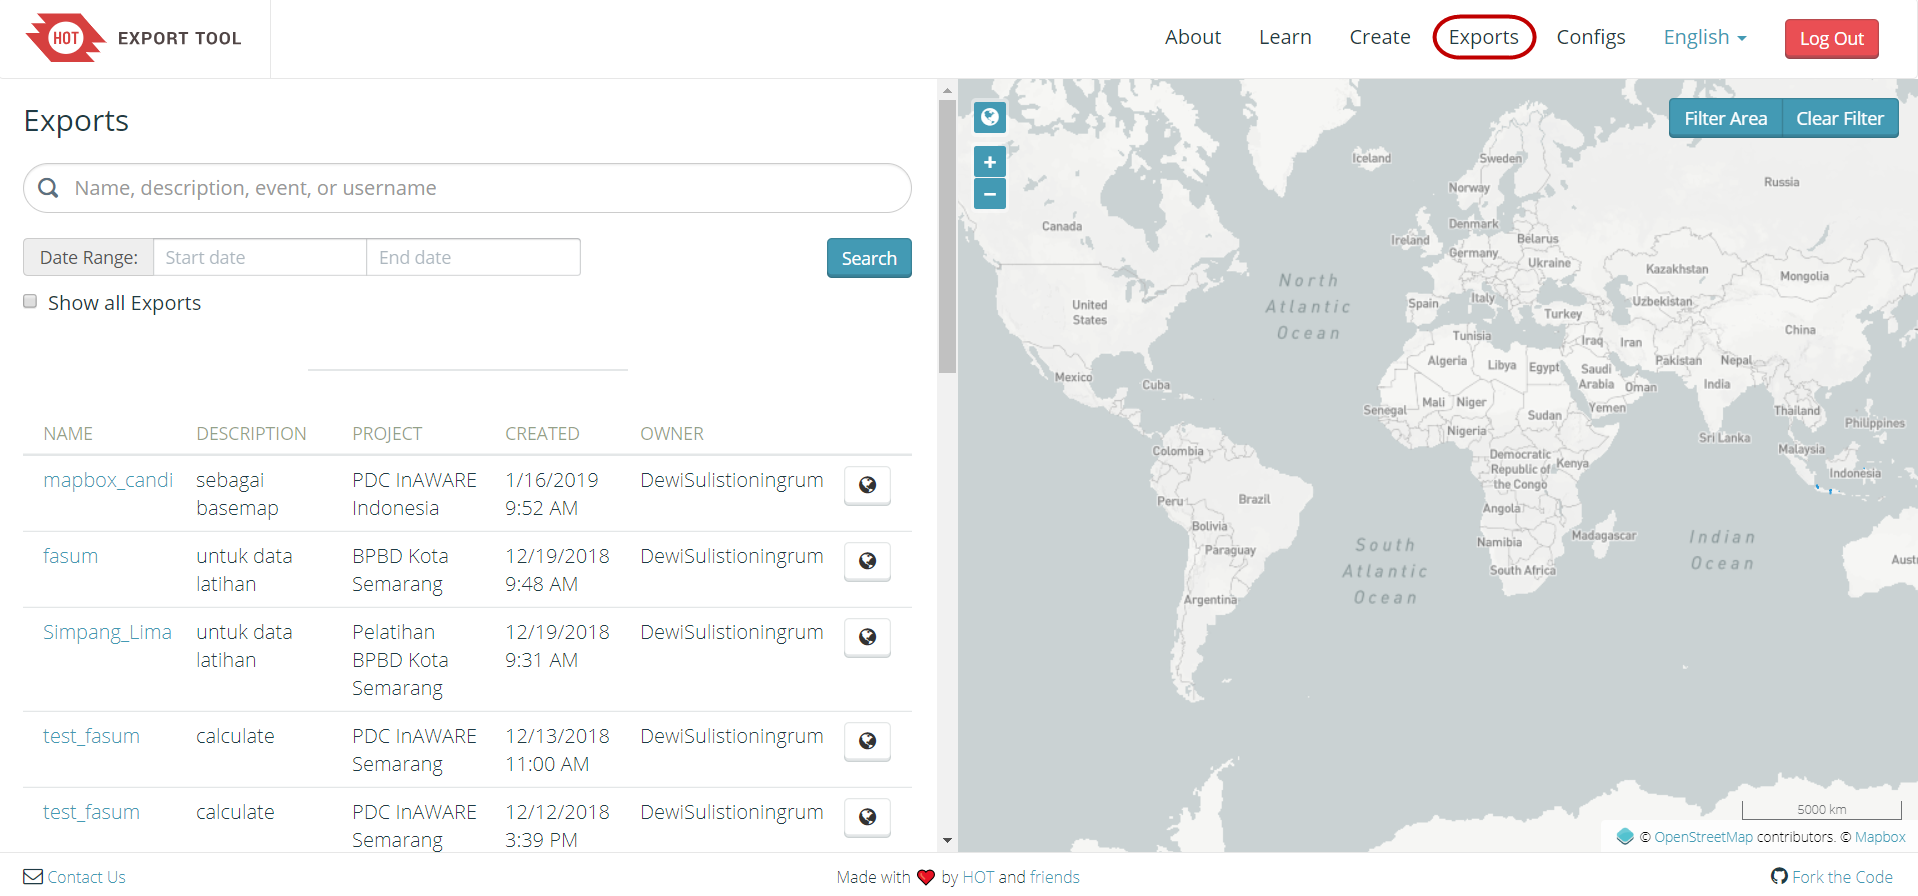 HOT EXPORT TOOL
About Learn Create Exports Configs English Log Out
Exports
Name, description, event, or username
Date Range: Start date End date Search
Show all Exports
NAME DESCRIPTION PROJECT CREATED OWNER
mapbox_candi sebagai basemap PDC InAWARE Indonesia 1/16/2019 9:52 AM DewiSulistioningrum
fasum untuk data latihan BPBD Kota Semarang 12/19/2018 9:48 AM DewiSulistioningrum
Simpang_Lima untuk data latihan Pelatihan BPBD Kota Semarang 12/19/2018 9:31 AM DewiSulistioningrum
test_fasum calculate PDC InAWARE Semarang 12/13/2018 11:00 AM DewiSulistioningrum
test_fasum calculate PDC InAWARE Semarang 12/12/2018 3:39 PM DewiSulistioningrum
+
−
Filter Area Clear Filter
Iceland
Sweden
Russia
Norway
Canada
Denmark
Ireland
Belarus
Germany
Ukraine
Kazakhstan
Mongolia
North
Atlantic
Ocean
United
States
Spain
Italy
Uzbekistan
Turkey
China
Tunisia
Iraq
Iran
Algeria
Libya
Egypt
Saudi
Arabia
Pakistan
Nepal
Mexico
Cuba
Oman
India
Senegal
Mali
Niger
Sudan
Yemen
Thailand
Philippines
Nigeria
Sri Lanka
Colombia
Democratic
Republic of
the Congo
Kenya
Malaysia
Indonesia
Peru
Brazil
Angola
Bolivia
Namibia
Madagascar
Indian
Ocean
Paraguay
South
Atlantic
Ocean
South Africa
Aust
Argentina
5000 km
© OpenStreetMap contributors. © Mapbox
Contact Us
Made with by HOT and friends
Fork the Code